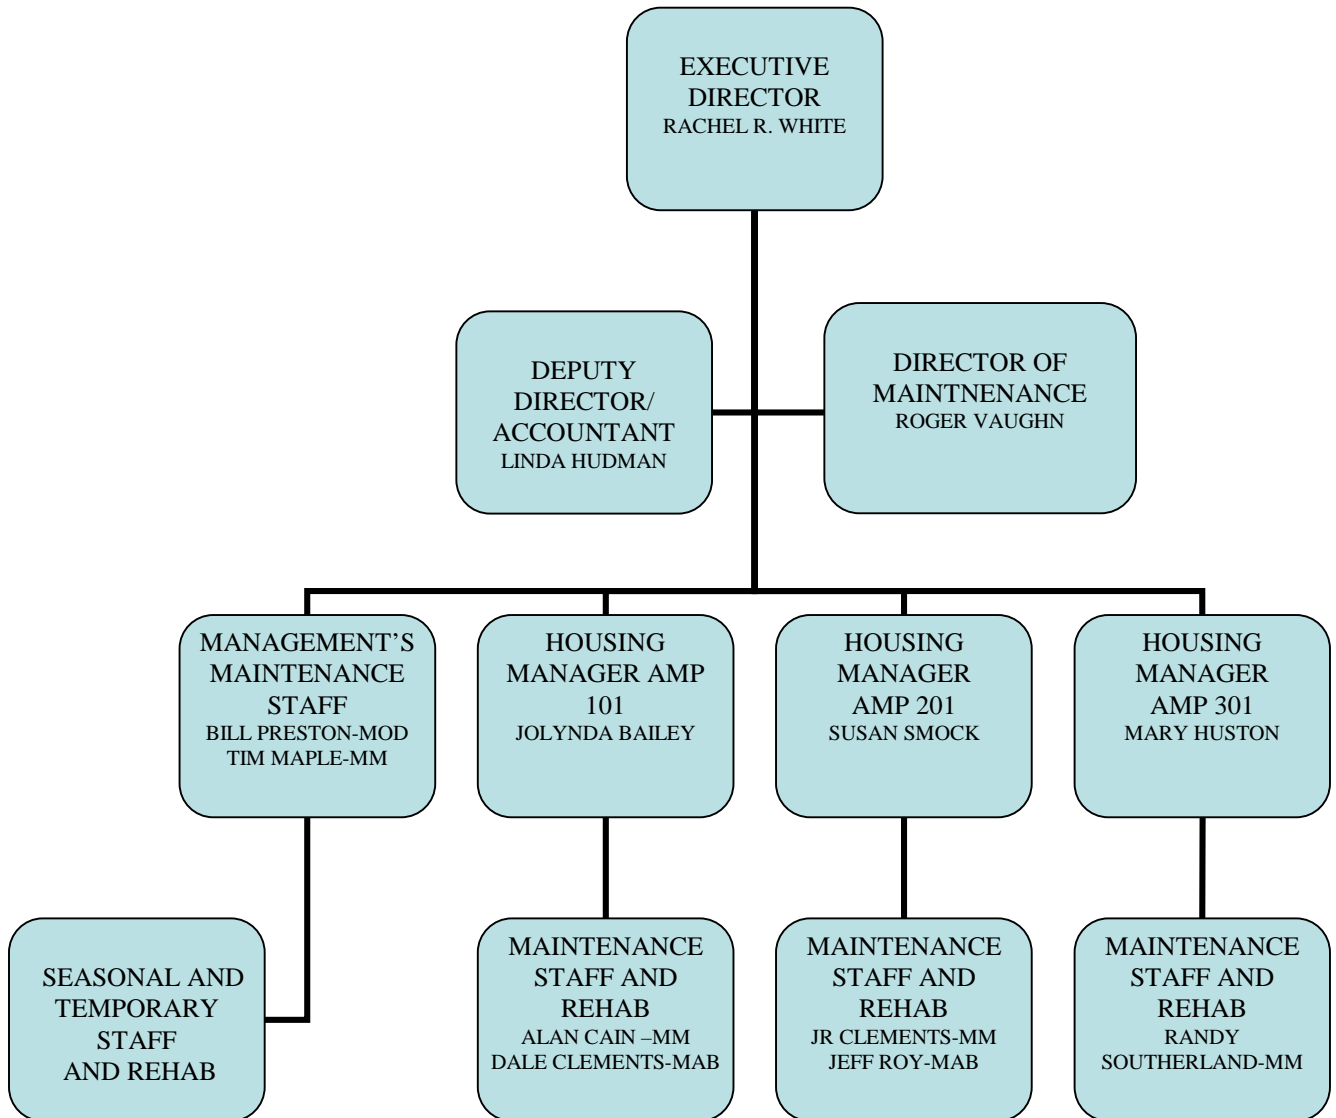 EXECUTIVE
DIRECTOR
RACHEL R. WHITE
DEPUTY
DIRECTOR/
ACCOUNTANT
LINDA HUDMAN
DIRECTOR OF
MAINTNENANCE
ROGER VAUGHN
MANAGEMENT’S
MAINTENANCE
STAFF
BILL PRESTON-MOD
TIM MAPLE-MM
HOUSING
MANAGER AMP
101
JOLYNDA BAILEY
HOUSING
MANAGER
AMP 201
SUSAN SMOCK
HOUSING
MANAGER
AMP 301
MARY HUSTON
SEASONAL AND
TEMPORARY
STAFF
AND REHAB
MAINTENANCE
STAFF AND
REHAB
ALAN CAIN –MM
DALE CLEMENTS-MAB
MAINTENANCE
STAFF AND
REHAB
JR CLEMENTS-MM
JEFF ROY-MAB
MAINTENANCE
STAFF AND
REHAB
RANDY
SOUTHERLAND-MM